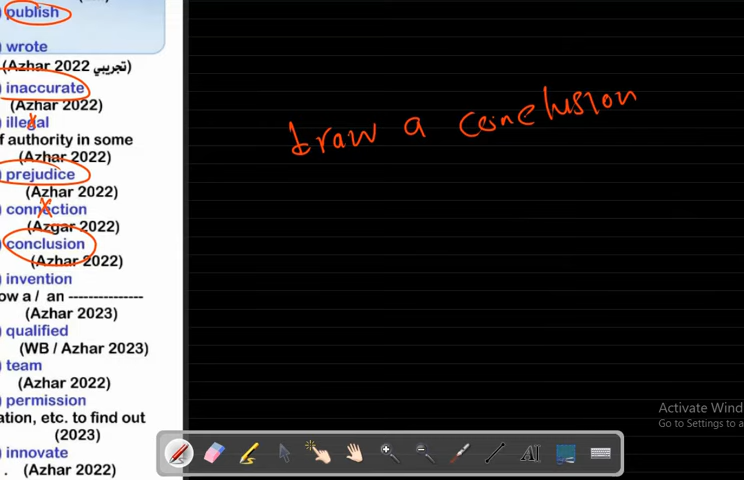 ) publish
) wrote
(Azhar 2022 تجريبي)
) inaccurate
(Azhar 2022)
) illegal
f authority in some
(Azhar 2022)
) prejudice
(Azhar 2022)
) connection
(Azgar 2022)
) conclusion
(Azhar 2022)
) invention
ow a / an ---------------
(Azhar 2023)
) qualified
(WB / Azhar 2023)
) team
(Azhar 2022)
) permission
ation, etc. to find out
(2023)
) innovate
. (Azhar 2022)
draw a conclusion
Activate Wind
Go to Settings to a
AI